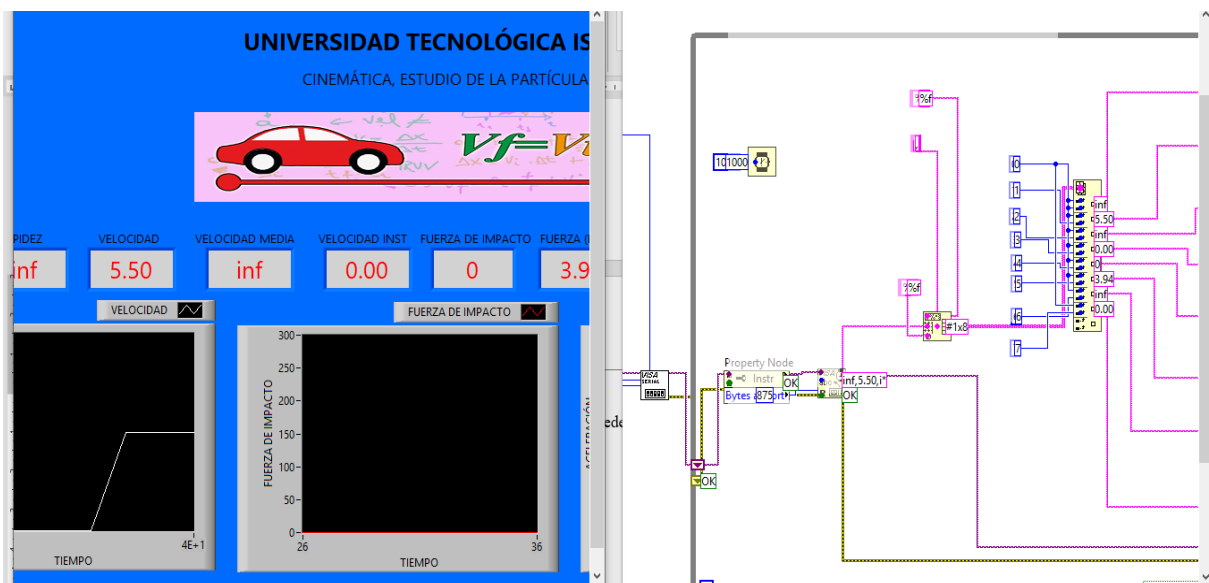 UNIVERSIDAD TECNOLÓGICA IS
CINEMÁTICA, ESTUDIO DE LA PARTÍCULA
Vf=V
PIDEZ
VELOCIDAD
VELOCIDAD MEDIA
VELOCIDAD INST
FUERZA DE IMPACTO
FUERZA (
inf
5.50
inf
0.00
0
3.9
VELOCIDAD
FUERZA DE IMPACTO
FUERZA DE IMPACTO
300
250
200
150
100
50
0
26
36
TIEMPO
4E+1
TIEMPO
ACELERACIÓN
ede
VISA
SERIAL
1000
%f
%f
#1x8
0
1
2
3
4
5
6
7
inf
5.50
inf
0.00
0
3.94
inf
0.00
Property Node
Instr
Bytes
875
port
OK
inf,5.50,i"
OK
OK